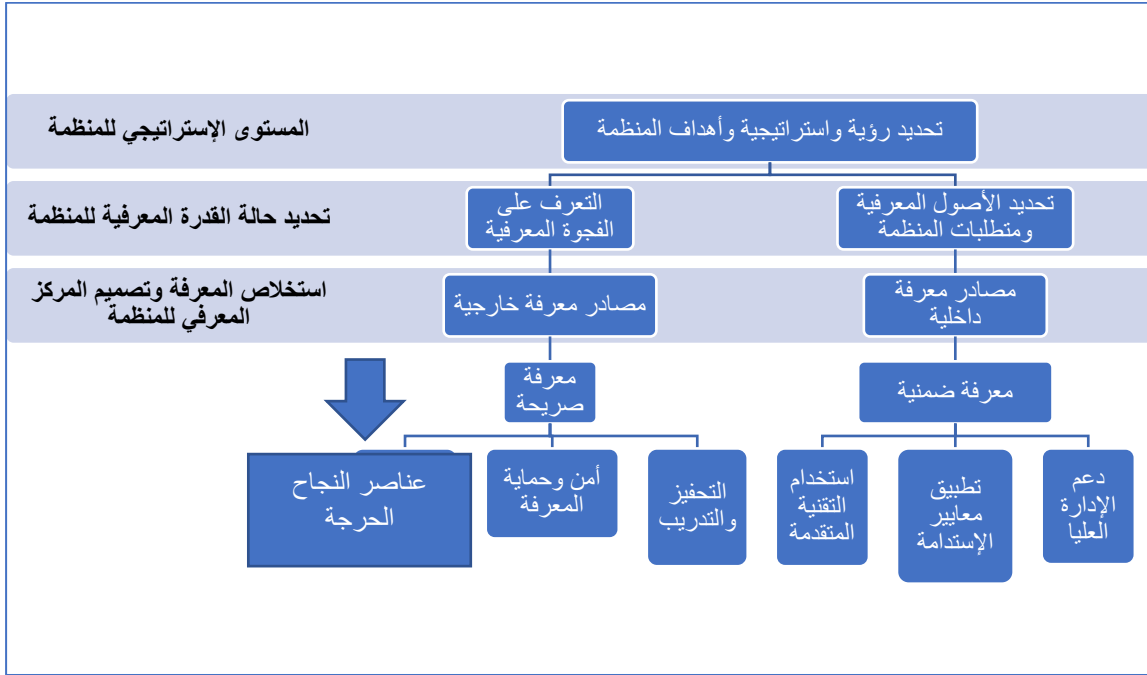 المستوى الإستراتيجي للمنظمة
تحديد رؤية واستراتيجية وأهداف المنظمة
تحديد حالة القدرة المعرفية للمنظمة
تحديد الأصول المعرفية
ومتطلبات المنظمة
التعرف على
الفجوة المعرفية
استخلاص المعرفة وتصميم المركز
المعرفي للمنظمة
مصادر معرفة
داخلية
مصادر معرفة خارجية
معرفة ضمنية
معرفة
صريحة
دعم
الإدارة
العليا
تطبيق
معايير
الإستدامة
استخدام
التقنية
المتقدمة
التحفيز
والتدريب
أمن وحماية
المعرفة
عناصر النجاح
الحرجة